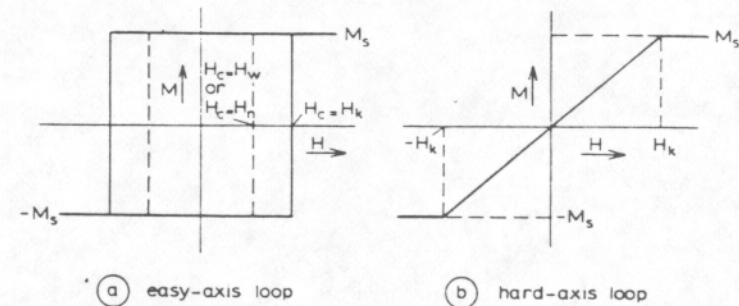 Ms
Hc=Hw
or
Hc=Hn
M
Hc=Hk
H
-Ms
a easy-axis loop
Ms
M
-Hk
H
Hk
-Ms
b hard-axis loop